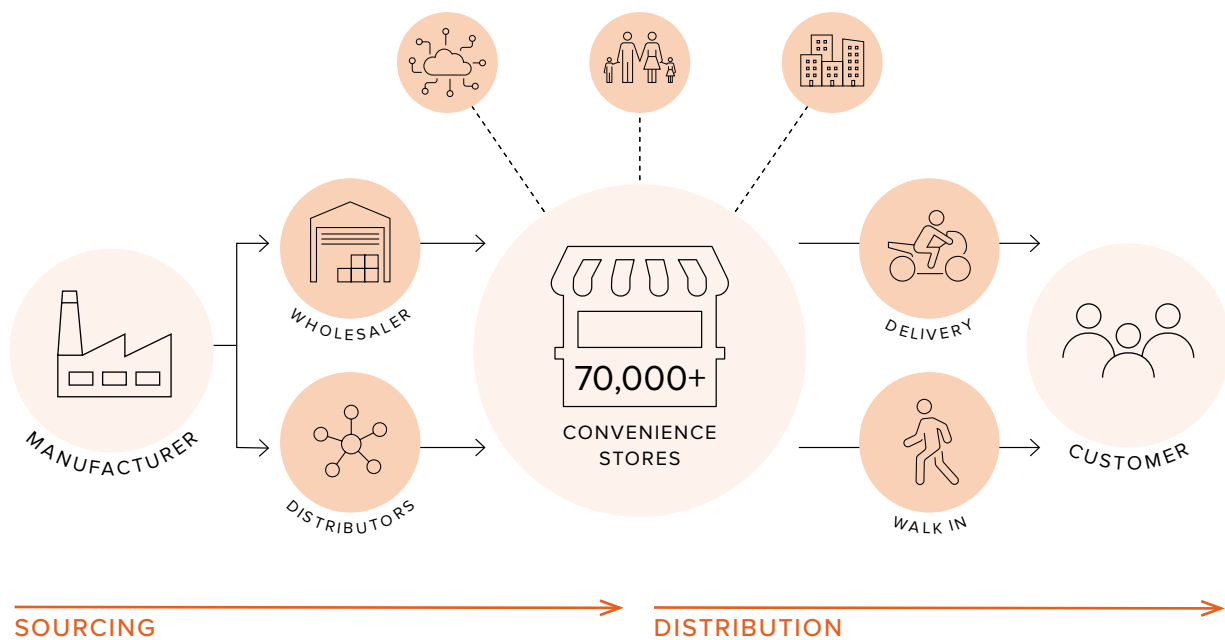 WHOLESALER
DELIVERY
MANUFACTURER
70,000+
CONVENIENCE
STORES
CUSTOMER
DISTRIBUTORS
WALK IN
SOURCING
DISTRIBUTION